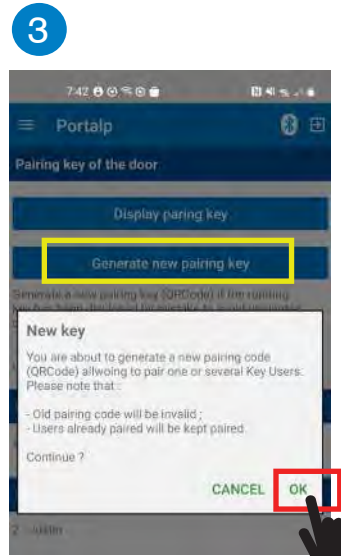 3
7:42
Portalp
Pairing key of the door
Display paring key
Generate new pairing key
Generate a new pairing key (QRCode) if the running
New key
You are about to generate a new pairing code
(QRCode) allwoing to pair one or several Key Users.
Please note that :
- Old pairing code will be invalid ;
- Users already paired will be kept paired.
Continue ?
CANCEL OK
2